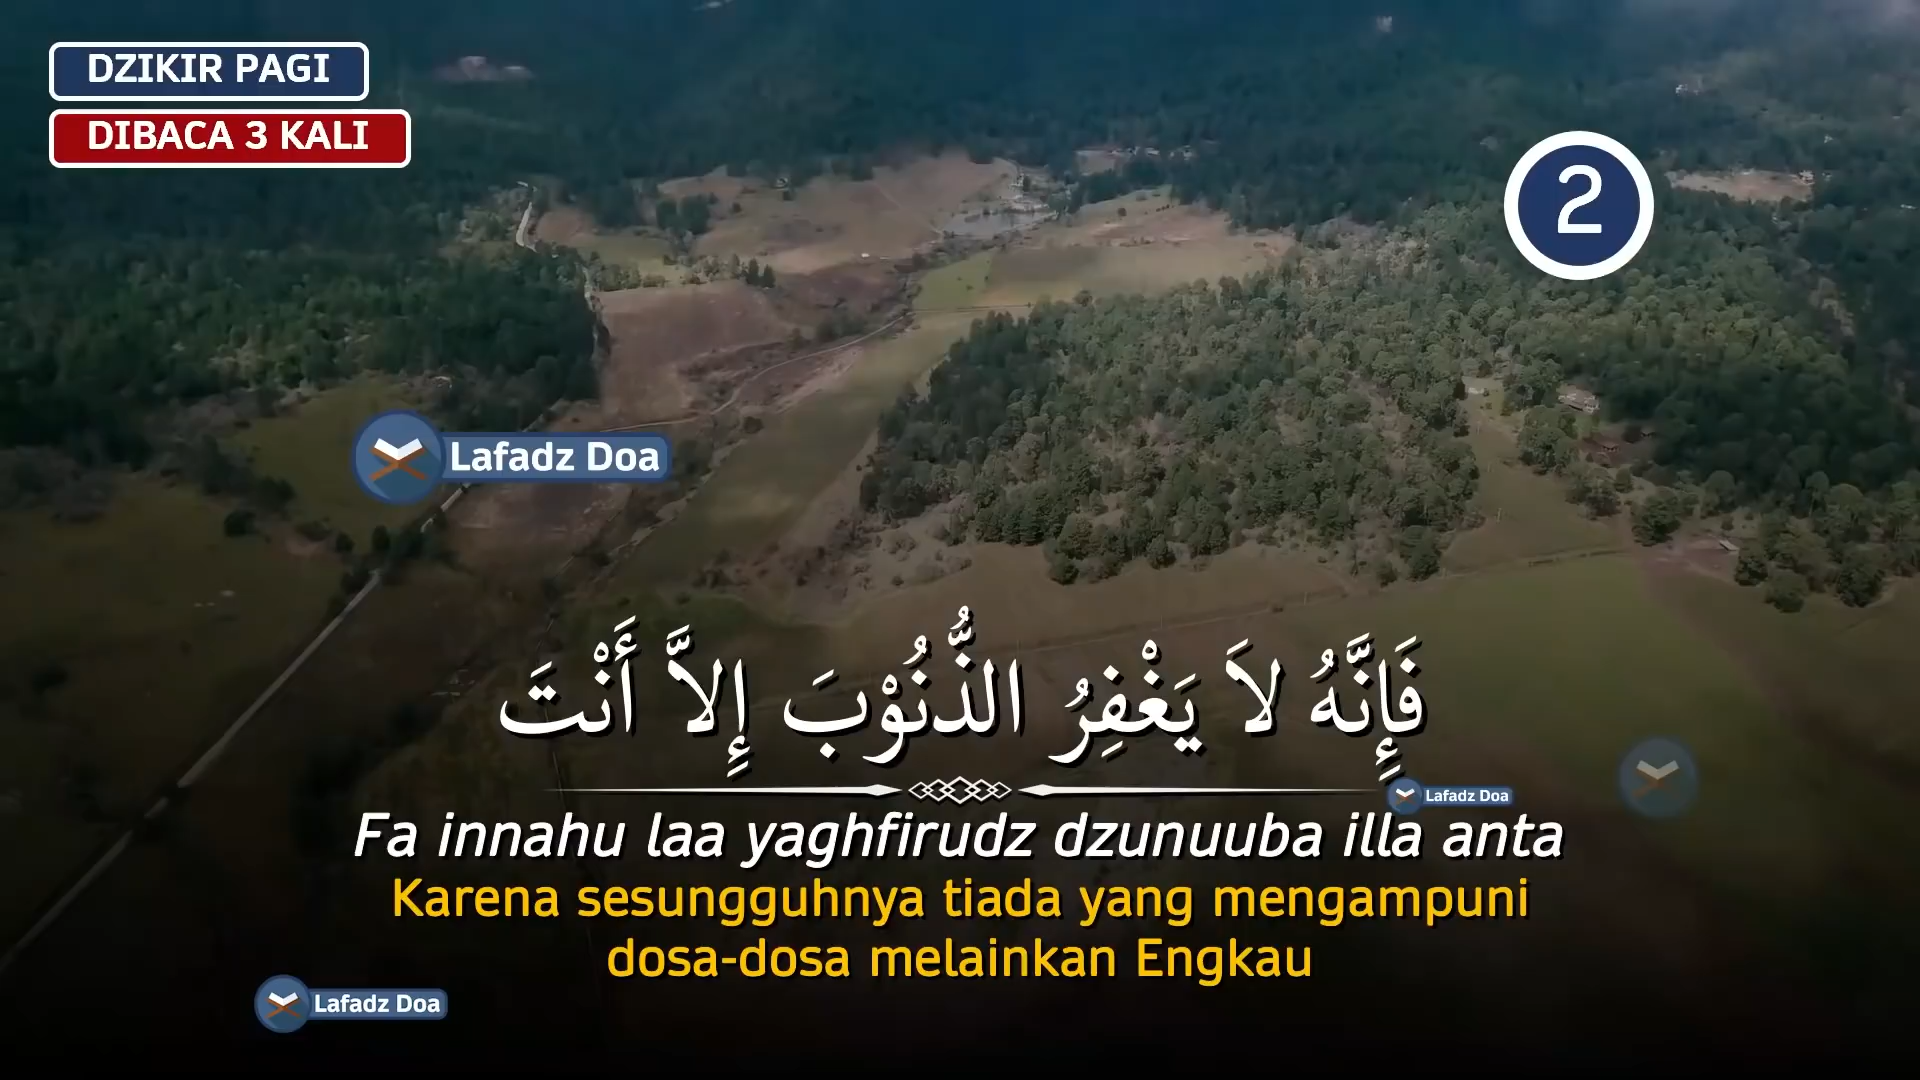 DZIKIR PAGI
DIBACA 3 KALI
2
Lafadz Doa
فَإِنَّهُ لاَ يَغْفِرُ الذُّنُوْبَ إِلاَّ أَنْتَ
Lafadz Doa
Fa innahu laa yaghfirudz dzunuuba illa anta
Karena sesungguhnya tiada yang mengampuni
dosa-dosa melainkan Engkau
Lafadz Doa